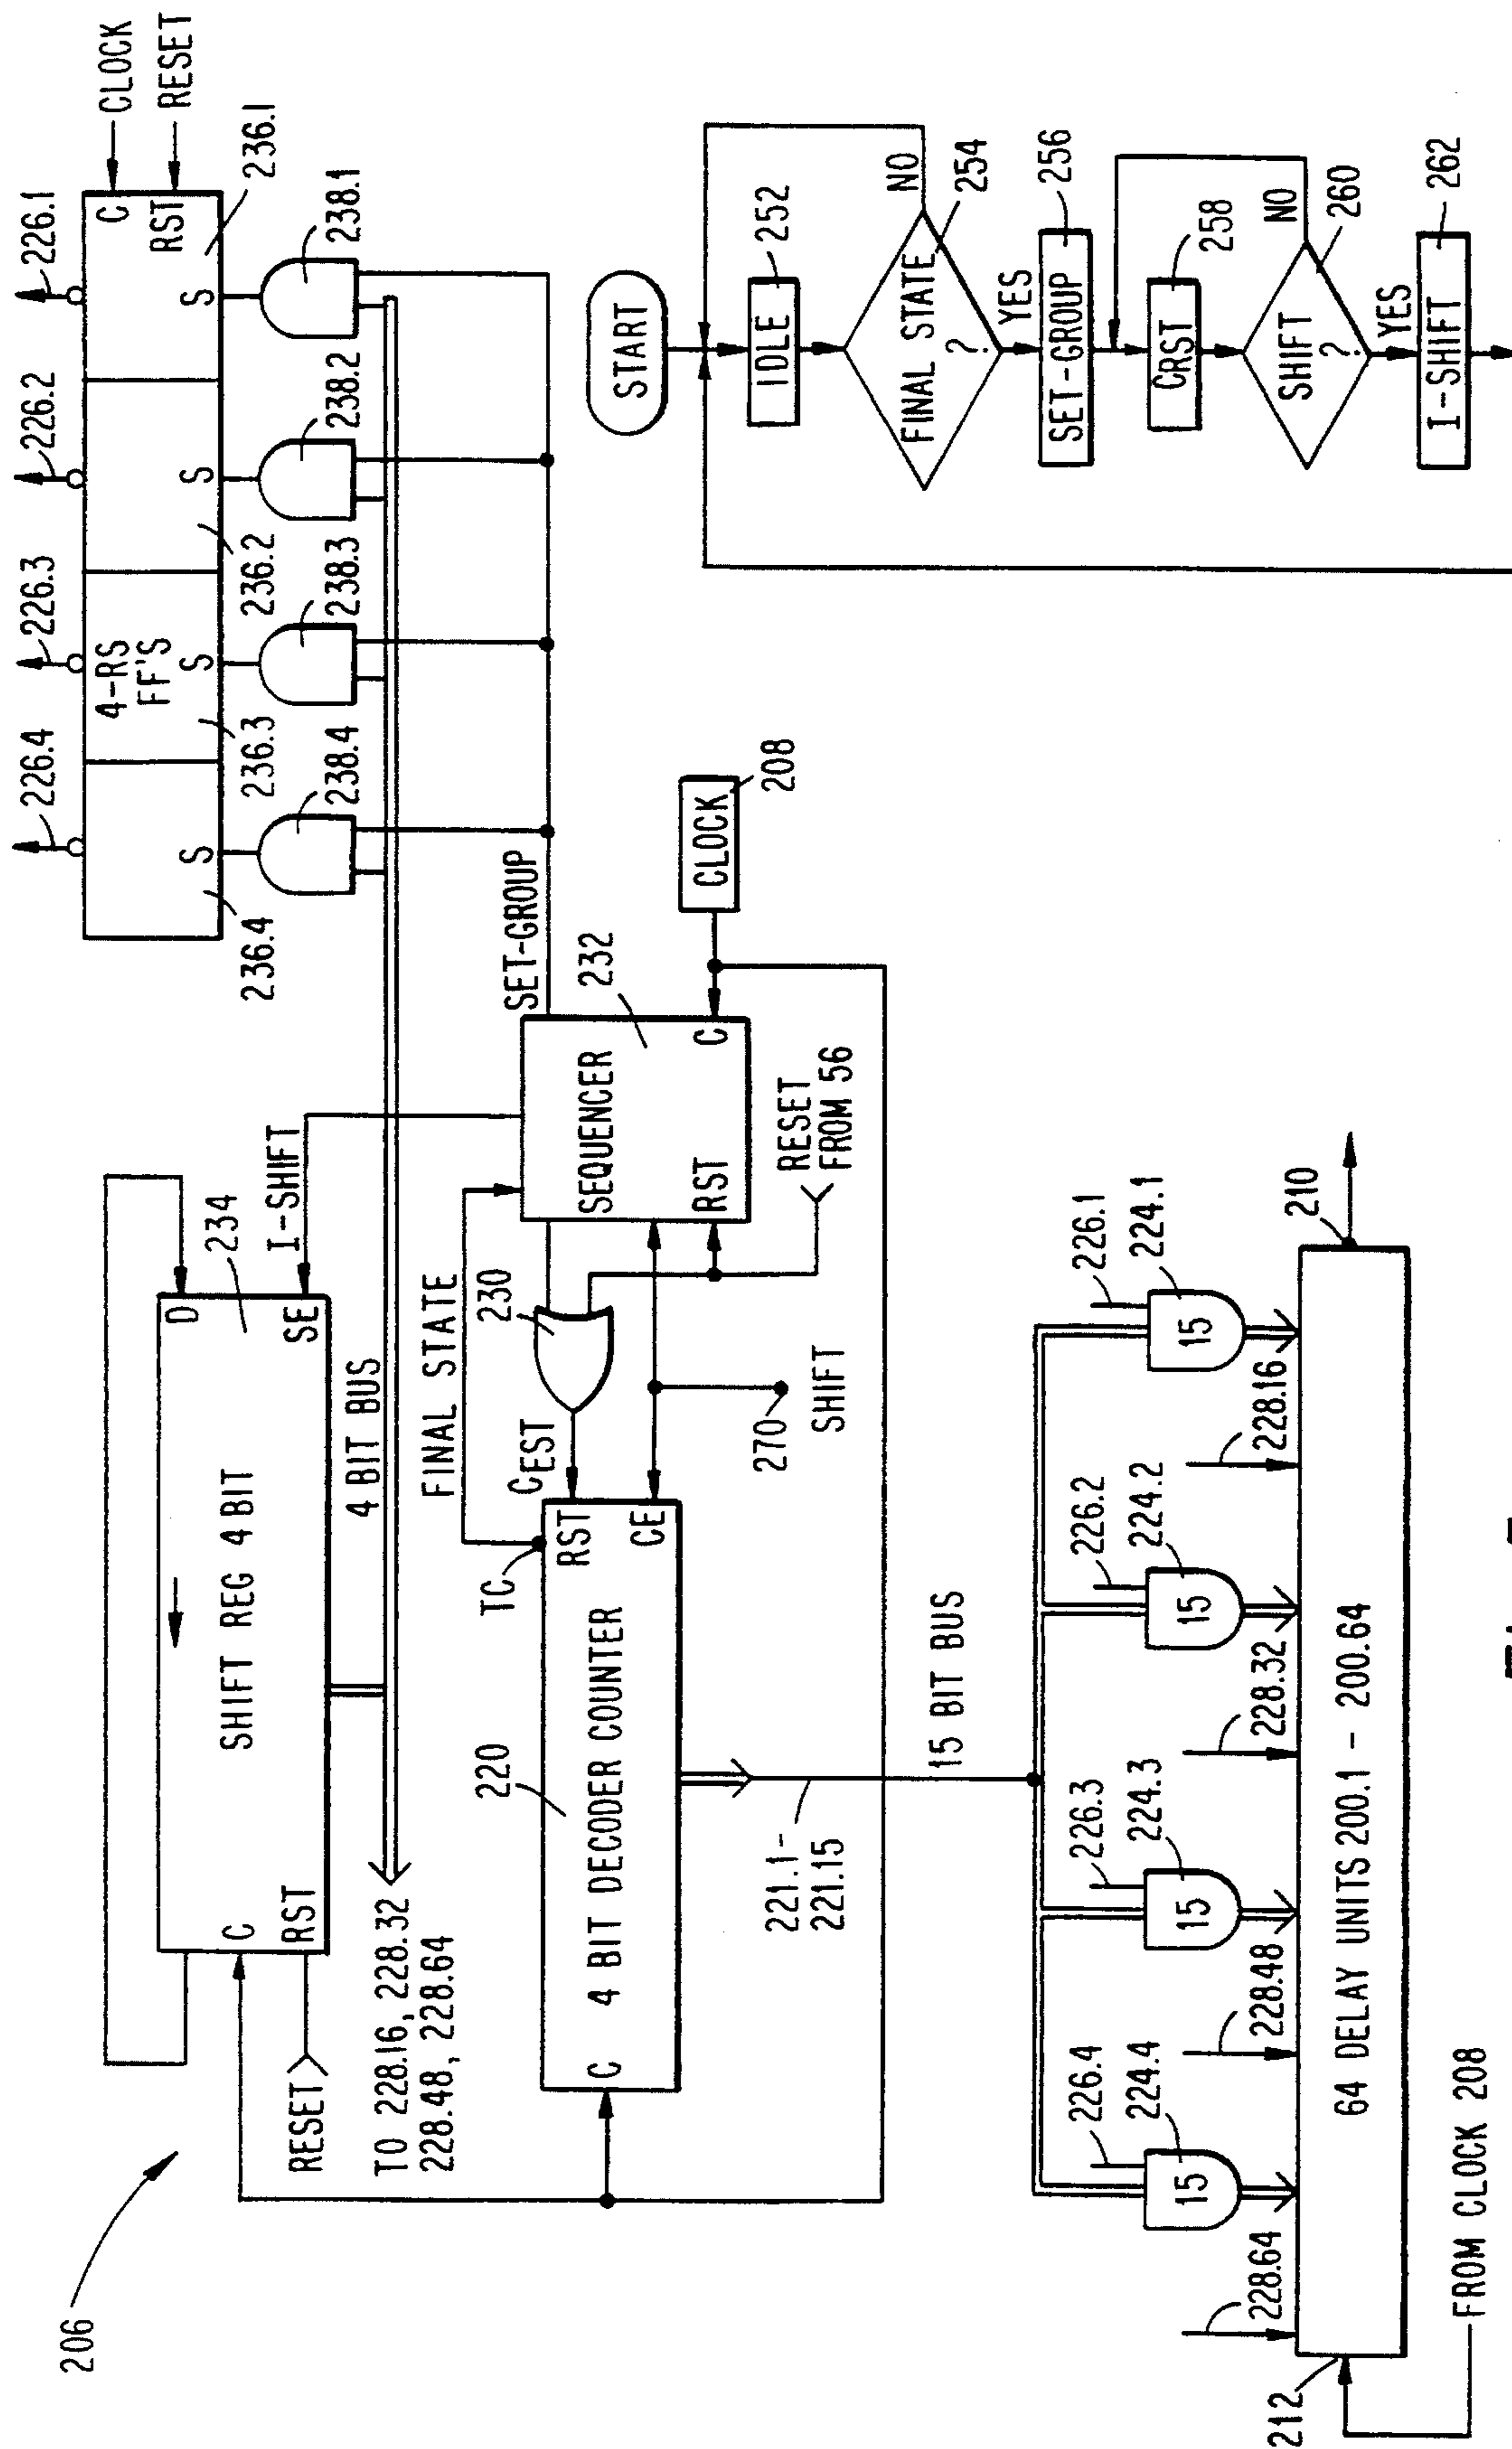 206
SHIFT REG 4 BIT
D
234
SE
I-SHIFT
C
RST
RESET
4 BIT BUS
TO 228.16, 228.32
228.48, 228.64
226.4
226.3
226.2
226.1
4-RS
FF'S
C
RST
CLOCK
RESET
S
S
S
S
236.4
236.3
236.2
236.1
238.4
238.3
238.2
238.1
FINAL STATE
TC
CEST
230
SEQUENCER
232
SET-GROUP
RST
C
CLOCK
208
RESET
FROM 56
220
C
4 BIT DECODER COUNTER
RST
CE
270
SHIFT
221.1-
221.15
15 BIT BUS
226.4
224.4
15
226.3
224.3
15
226.2
224.2
15
226.1
224.1
15
228.64
228.48
228.32
228.16
212
64 DELAY UNITS 200.1 - 200.64
210
FROM CLOCK 208
START
IDLE
252
FINAL STATE
?
NO
254
YES
SET-GROUP
256
CRST
258
SHIFT
?
NO
260
YES
I-SHIFT
262